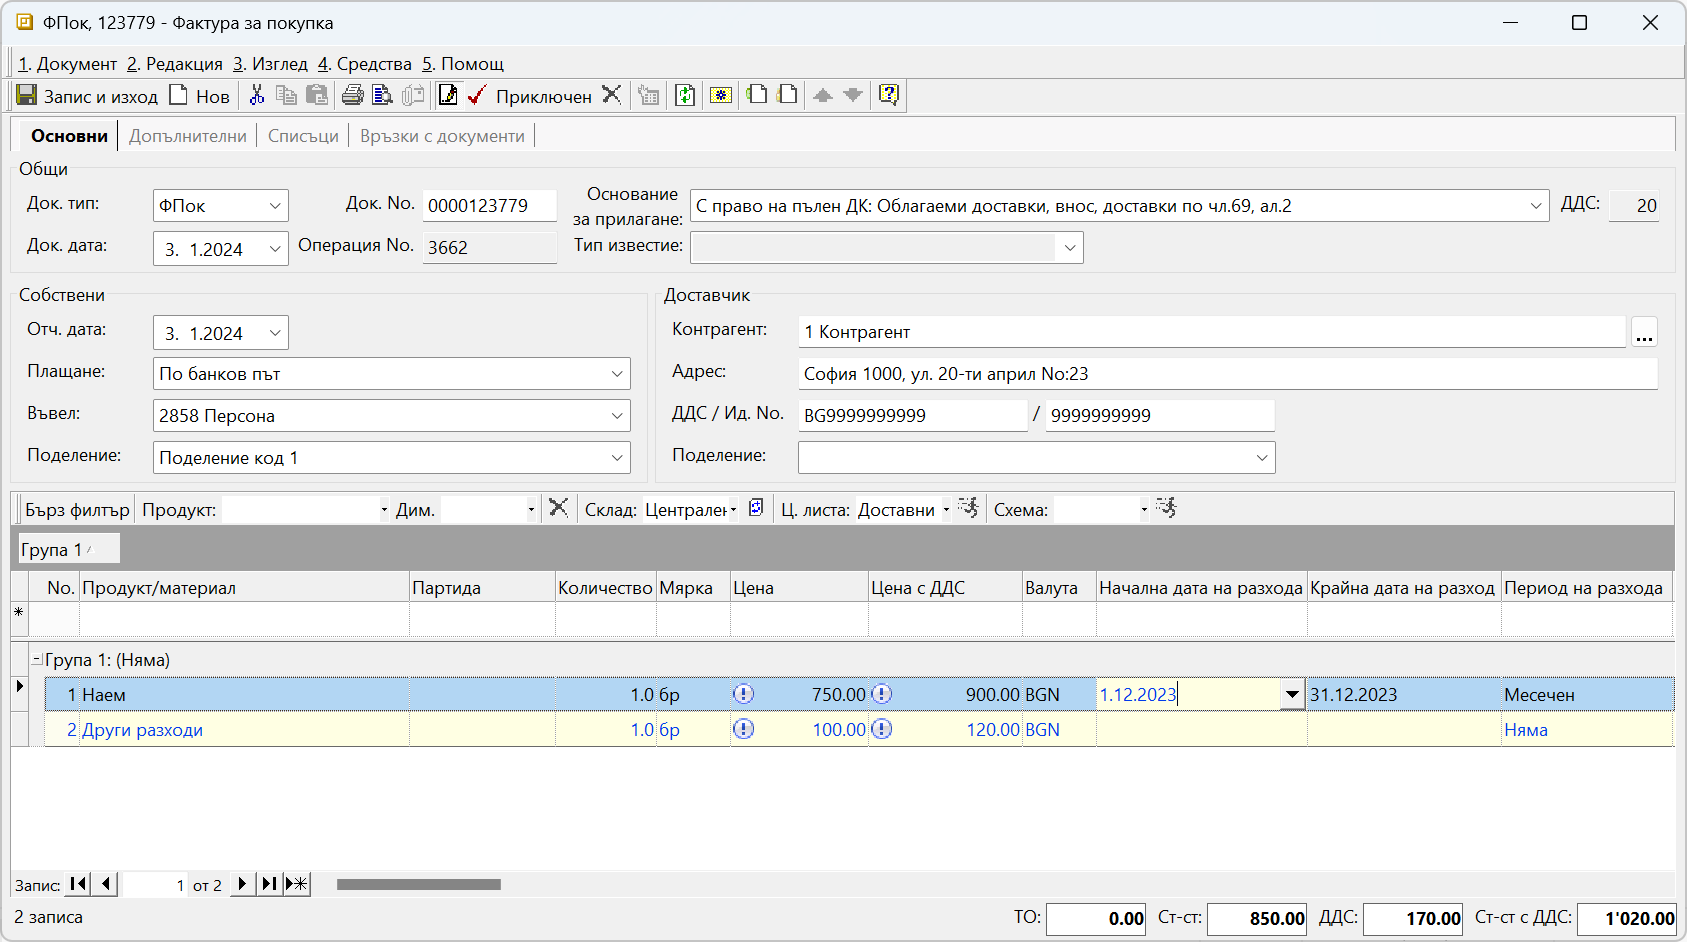 ФПок, 123779 - Фактура за покупка
1. Документ 2. Редакция 3. Изглед 4. Средства 5. Помощ
Запис и изход Нов Приключен
Основни Допълнителни Списъци Връзки с документи
Общи
Док. тип: ФПок Док. No. 0000123779 Основание за прилагане: С право на пълен ДК: Облагаеми доставки, внос, доставки по чл.69, ал.2 ДДС: 20
Док. дата: 3. 1.2024 Операция No. 3662 Тип известие:
Собствени
Отч. дата: 3. 1.2024
Плащане: По банков път
Въвел: 2858 Персона
Поделение: Поделение код 1
Доставчик
Контрагент: 1 Контрагент ...
Адрес: София 1000, ул. 20-ти април No:23
ДДС / Ид. No. BG9999999999 / 9999999999
Поделение:
Бърз филтър Продукт: Дим. Склад: Централен Ц. листа: Доставни Схема:
Група 1
No. Продукт/материал Партида Количество Мярка Цена Цена с ДДС Валута Начална дата на разхода Крайна дата на разход Период на разхода
*
Група 1: (Няма)
1 Наем 1.0 бр 750.00 900.00 BGN 1.12.2023 31.12.2023 Месечен
2 Други разходи 1.0 бр 100.00 120.00 BGN Няма
Запис: 1 от 2
2 записа ТО: 0.00 Ст-ст: 850.00 ДДС: 170.00 Ст-ст с ДДС: 1'020.00